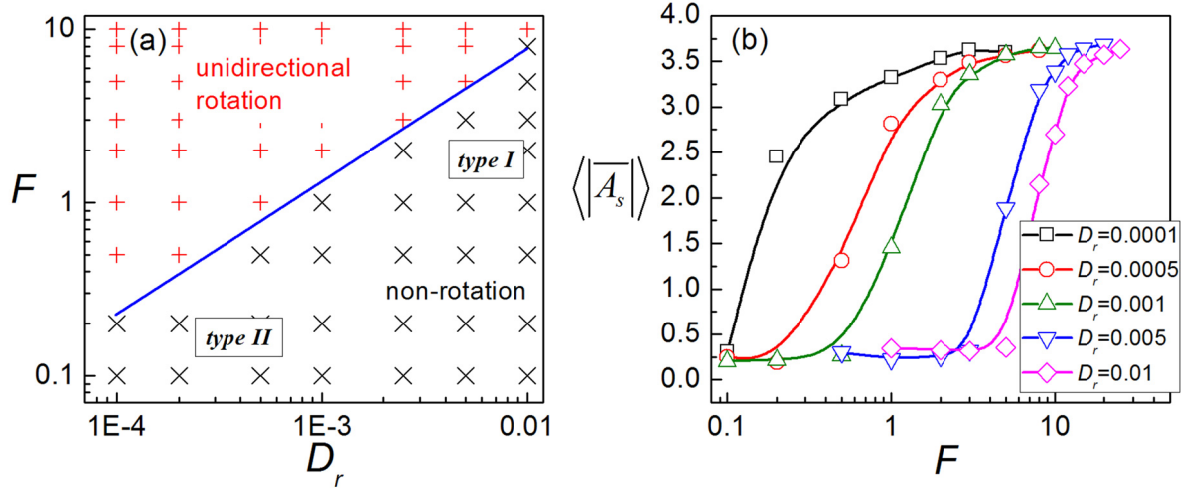 (a)
10
1
0.1
F
unidirectional
rotation
type I
type II
non-rotation
1E-4
1E-3
0.01
D_r
(b)
4.0
3.5
3.0
2.5
2.0
1.5
1.0
0.5
0.0
⟨|A̅_s|⟩
D_r=0.0001
D_r=0.0005
D_r=0.001
D_r=0.005
D_r=0.01
0.1
1
10
F